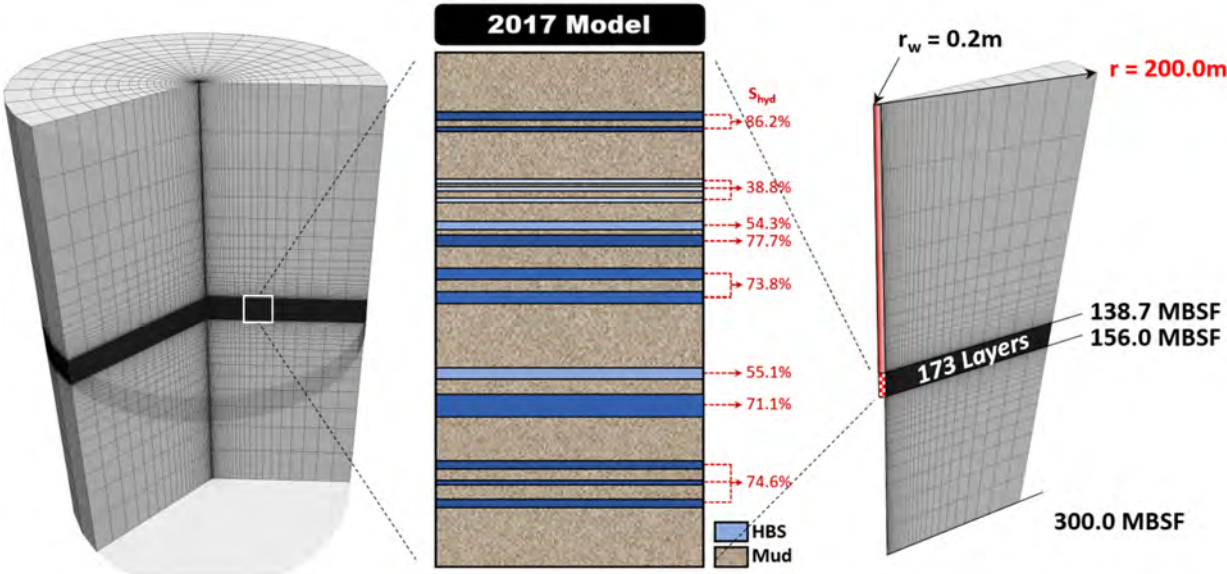 2017 Model
S_hyd
86.2%
38.8%
54.3%
77.7%
73.8%
55.1%
71.1%
74.6%
HBS
Mud
r_w = 0.2m
r = 200.0m
138.7 MBSF
156.0 MBSF
173 Layers
300.0 MBSF